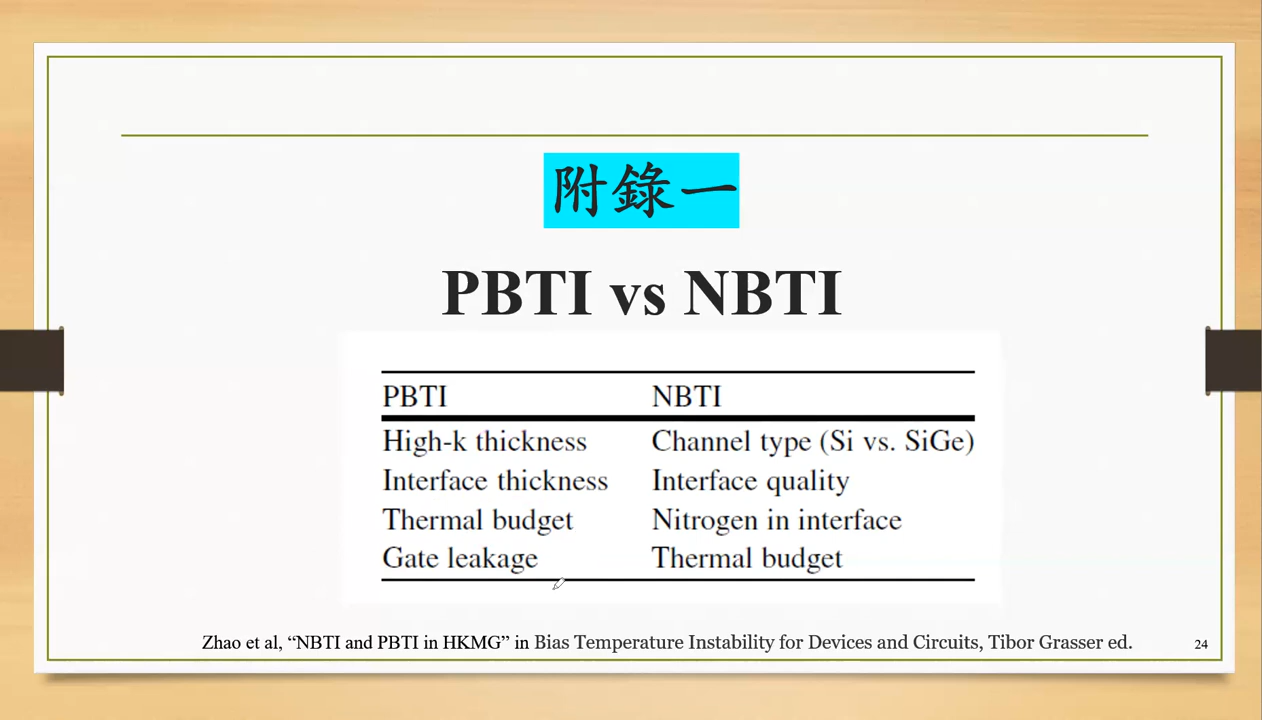 附錄一
PBTI vs NBTI
PBTI NBTI
High-k thickness Channel type (Si vs. SiGe)
Interface thickness Interface quality
Thermal budget Nitrogen in interface
Gate leakage Thermal budget
Zhao et al, “NBTI and PBTI in HKMG” in Bias Temperature Instability for Devices and Circuits, Tibor Grasser ed.
24